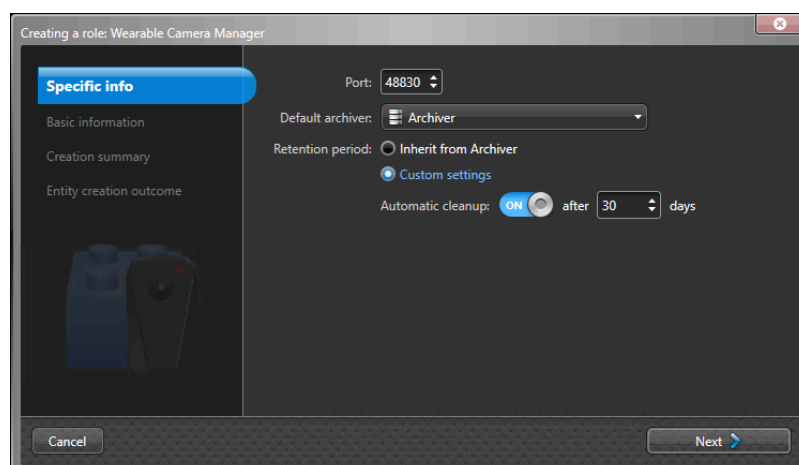 Creating a role: Wearable Camera Manager
Specific info
Basic information
Creation summary
Entity creation outcome
Port: 48830
Default archiver: Archiver
Retention period: Inherit from Archiver
Custom settings
Automatic cleanup: ON after 30 days
Cancel
Next